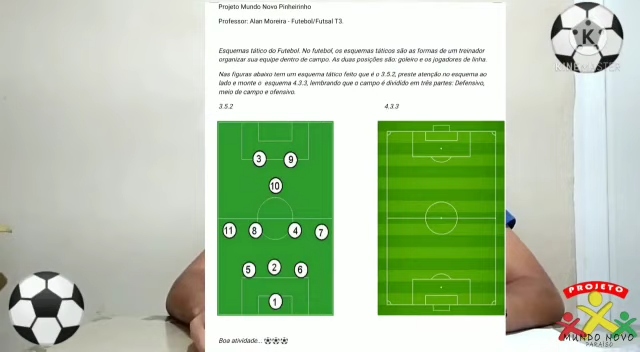 Projeto Mundo Novo Pinheirinho
Professor: Alan Moreira - Futebol/Futsal T3.
Esquemas tático do Futebol. No futebol, os esquemas táticos são as formas de um treinador
organizar sua equipe dentro de campo. As duas posições são: goleiro e os jogadores de linha.
Nas figuras abaixo tem um esquema tático feito que é o 3.5.2, preste atenção no esquema ao
lado e monte o esquema 4.3.3, lembrando que o campo é dividido em três partes: Defensivo,
meio de campo e ofensivo.
3.5.2 4.3.3
3 9
10
11 8 4 7
5 2 6
1
Boa atividade...
K
KINEMASTER
PROJETO
MUNDO NOVO
PARAÍSO